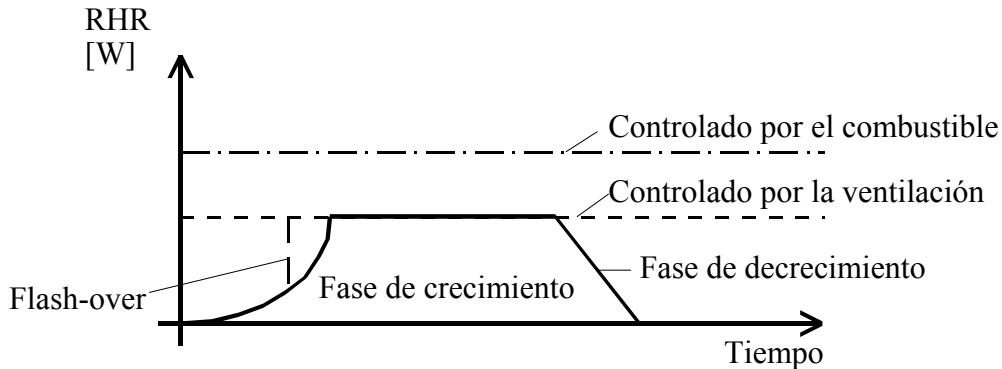 RHR
[W]
Controlado por el combustible
Controlado por la ventilación
Fase de decrecimiento
Fase de crecimiento
Flash-over
Tiempo